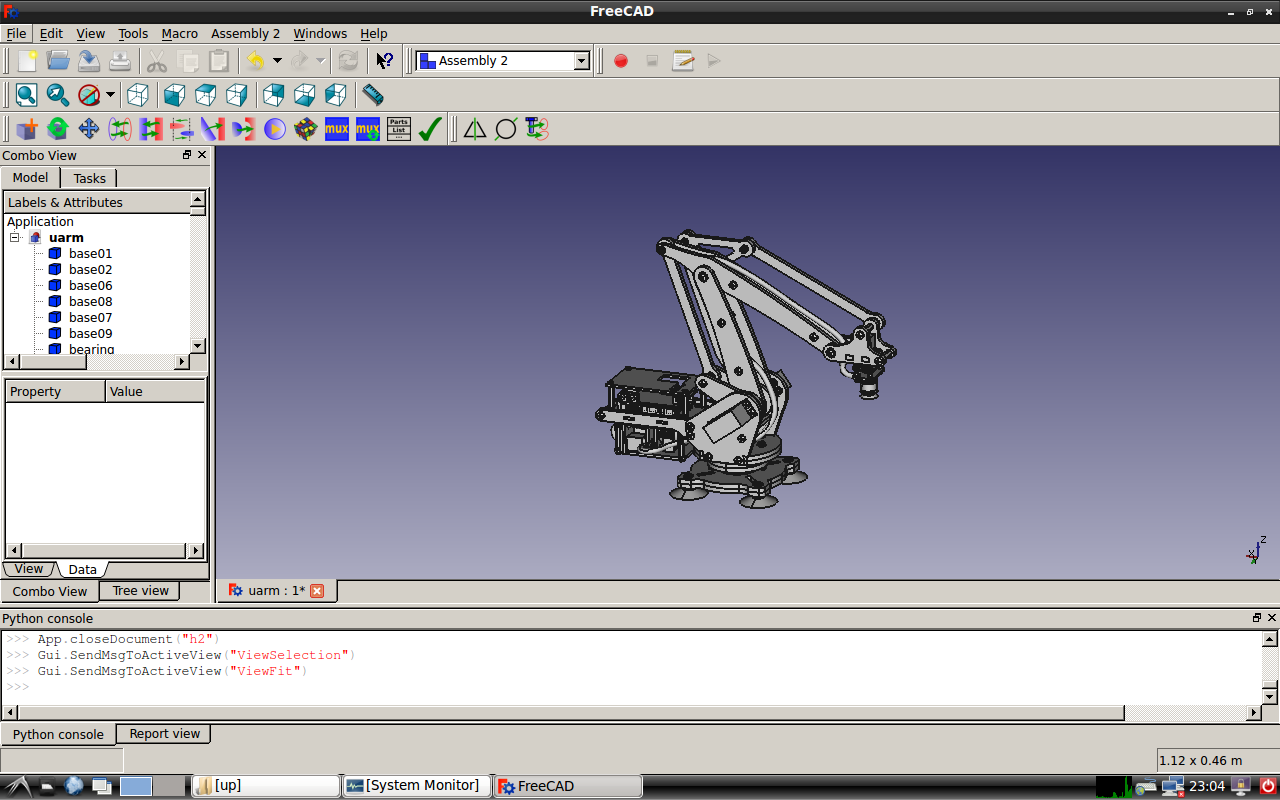 FreeCAD
File Edit View Tools Macro Assembly 2 Windows Help
Assembly 2
mux mux Parts List ...
Combo View
Model Tasks
Labels & Attributes
Application
uarm
base01
base02
base06
base08
base07
base09
bearing
Property Value
View Data
Combo View Tree view
uarm : 1*
Z
X
Python console
>>> App.closeDocument("h2")
>>> Gui.SendMsgToActiveView("ViewSelection")
>>> Gui.SendMsgToActiveView("ViewFit")
>>>
Python console Report view
1.12 x 0.46 m
[up] [System Monitor] FreeCAD 23:04